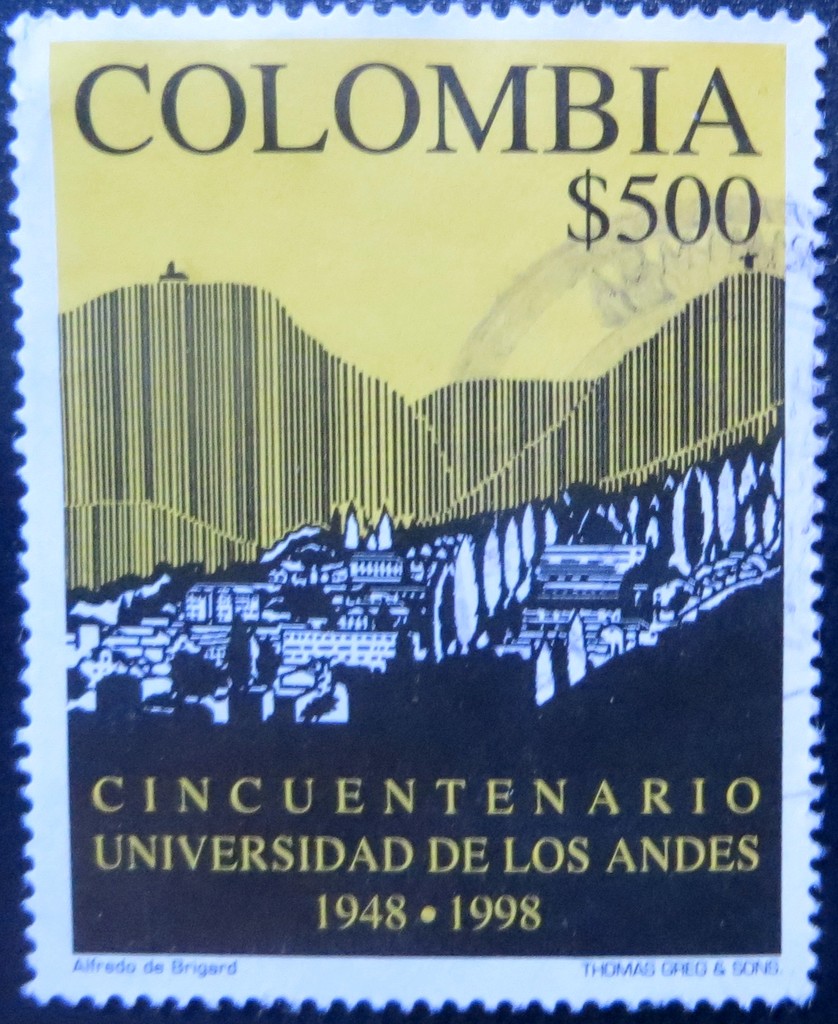 COLOMBIA
$500
CINCUENTENARIO
UNIVERSIDAD DE LOS ANDES
1948 • 1998
Alfredo de Brigard
THOMAS GREG & SONS